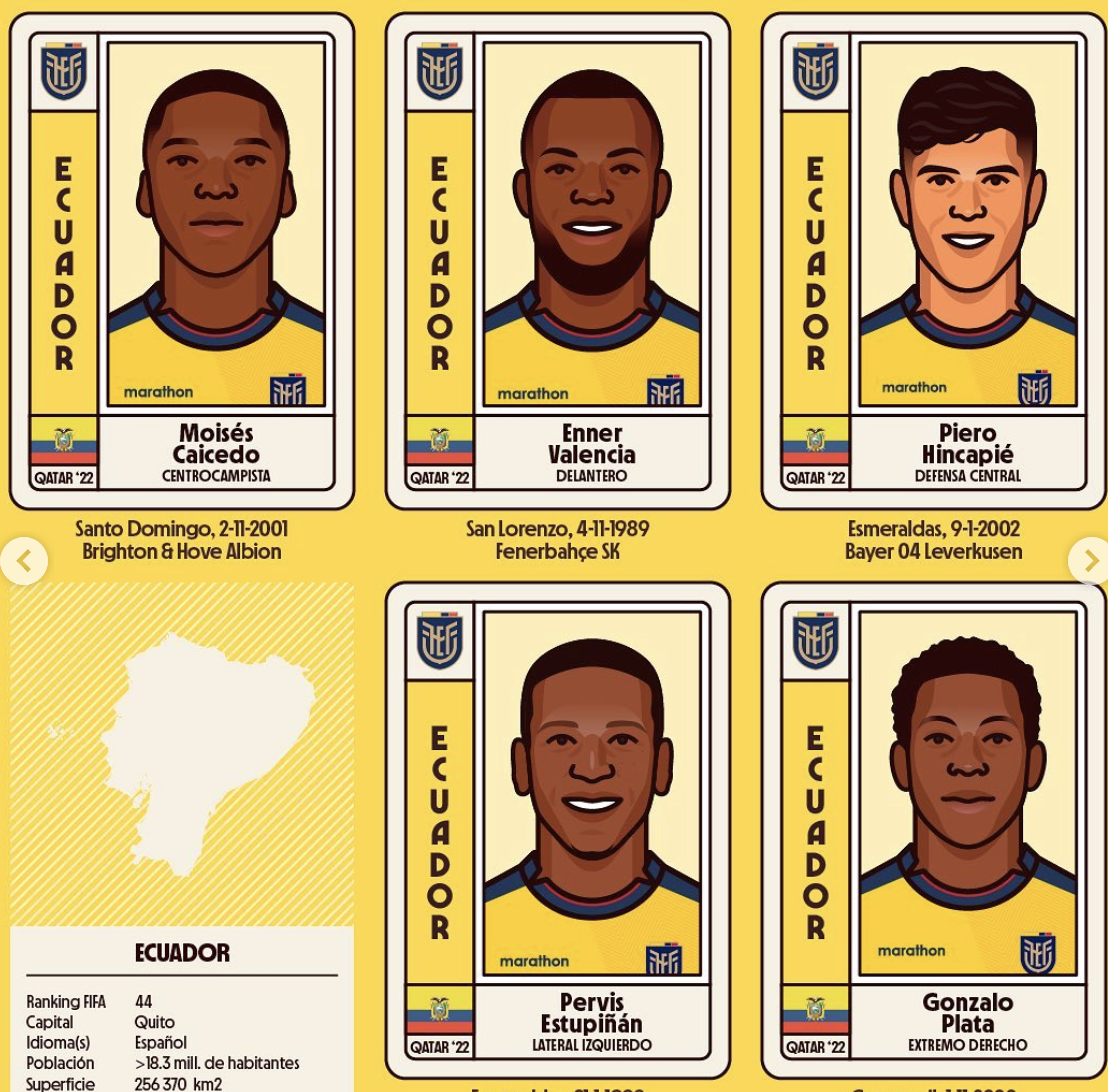 ECUADOR
marathon
Moisés
Caicedo
CENTROCAMPISTA
QATAR ‘22
Santo Domingo, 2-11-2001
Brighton & Hove Albion
ECUADOR
marathon
Enner
Valencia
DELANTERO
QATAR ‘22
San Lorenzo, 4-11-1989
Fenerbahçe SK
ECUADOR
marathon
Piero
Hincapié
DEFENSA CENTRAL
QATAR ‘22
Esmeraldas, 9-1-2002
Bayer 04 Leverkusen
ECUADOR
Ranking FIFA 44
Capital Quito
Idioma(s) Español
Población >18.3 mill. de habitantes
Superficie 256 370 km2
ECUADOR
marathon
Pervis
Estupiñán
LATERAL IZQUIERDO
QATAR ‘22
ECUADOR
marathon
Gonzalo
Plata
EXTREMO DERECHO
QATAR ‘22